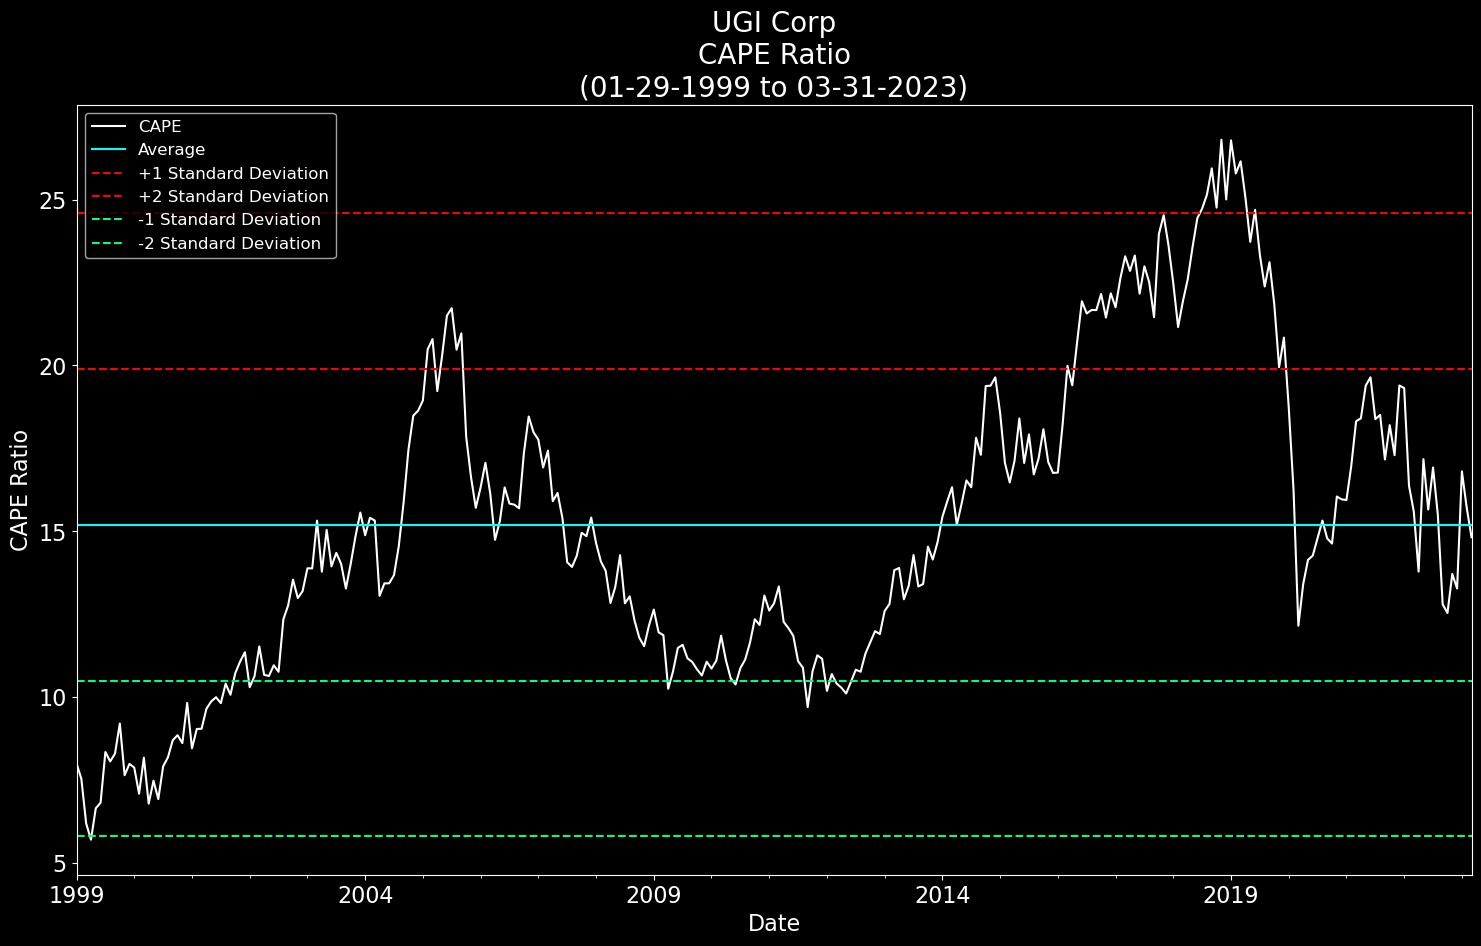 UGI Corp
CAPE Ratio
(01-29-1999 to 03-31-2023)
CAPE
Average
+1 Standard Deviation
+2 Standard Deviation
-1 Standard Deviation
-2 Standard Deviation
CAPE Ratio
25
20
15
10
5
1999 2004 2009 2014 2019
Date